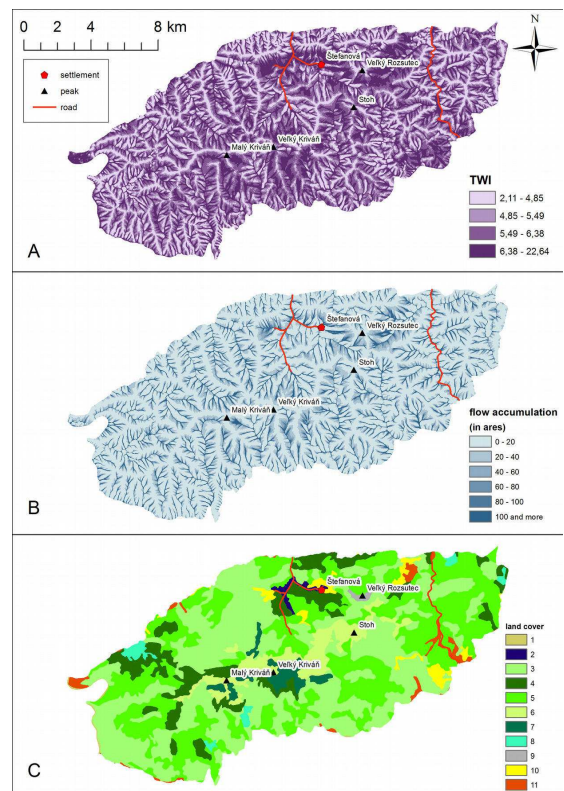 0 2 4 8 km
N
settlement
peak
road
Štefanová
Veľký Rozsutec
Stoh
Veľký Kriváň
Malý Kriváň
TWI
2,11 - 4,85
4,85 - 5,49
5,49 - 6,38
6,38 - 22,64
A
Štefanová
Veľký Rozsutec
Stoh
Veľký Kriváň
Malý Kriváň
flow accumulation
(in ares)
0 - 20
20 - 40
40 - 60
60 - 80
80 - 100
100 and more
B
Štefanová
Veľký Rozsutec
Stoh
Veľký Kriváň
Malý Kriváň
land cover
1
2
3
4
5
6
7
8
9
10
11
C